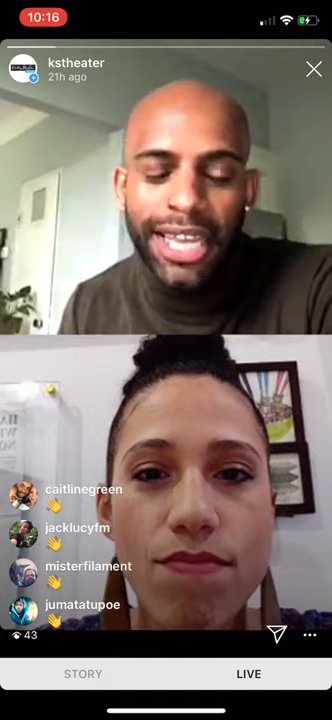 10:16
kstheater
21h ago
caitlinegreen
👋
jacklucyfm
👋
misterfilament
👋
jumatatupoe
👋
43
STORY
LIVE